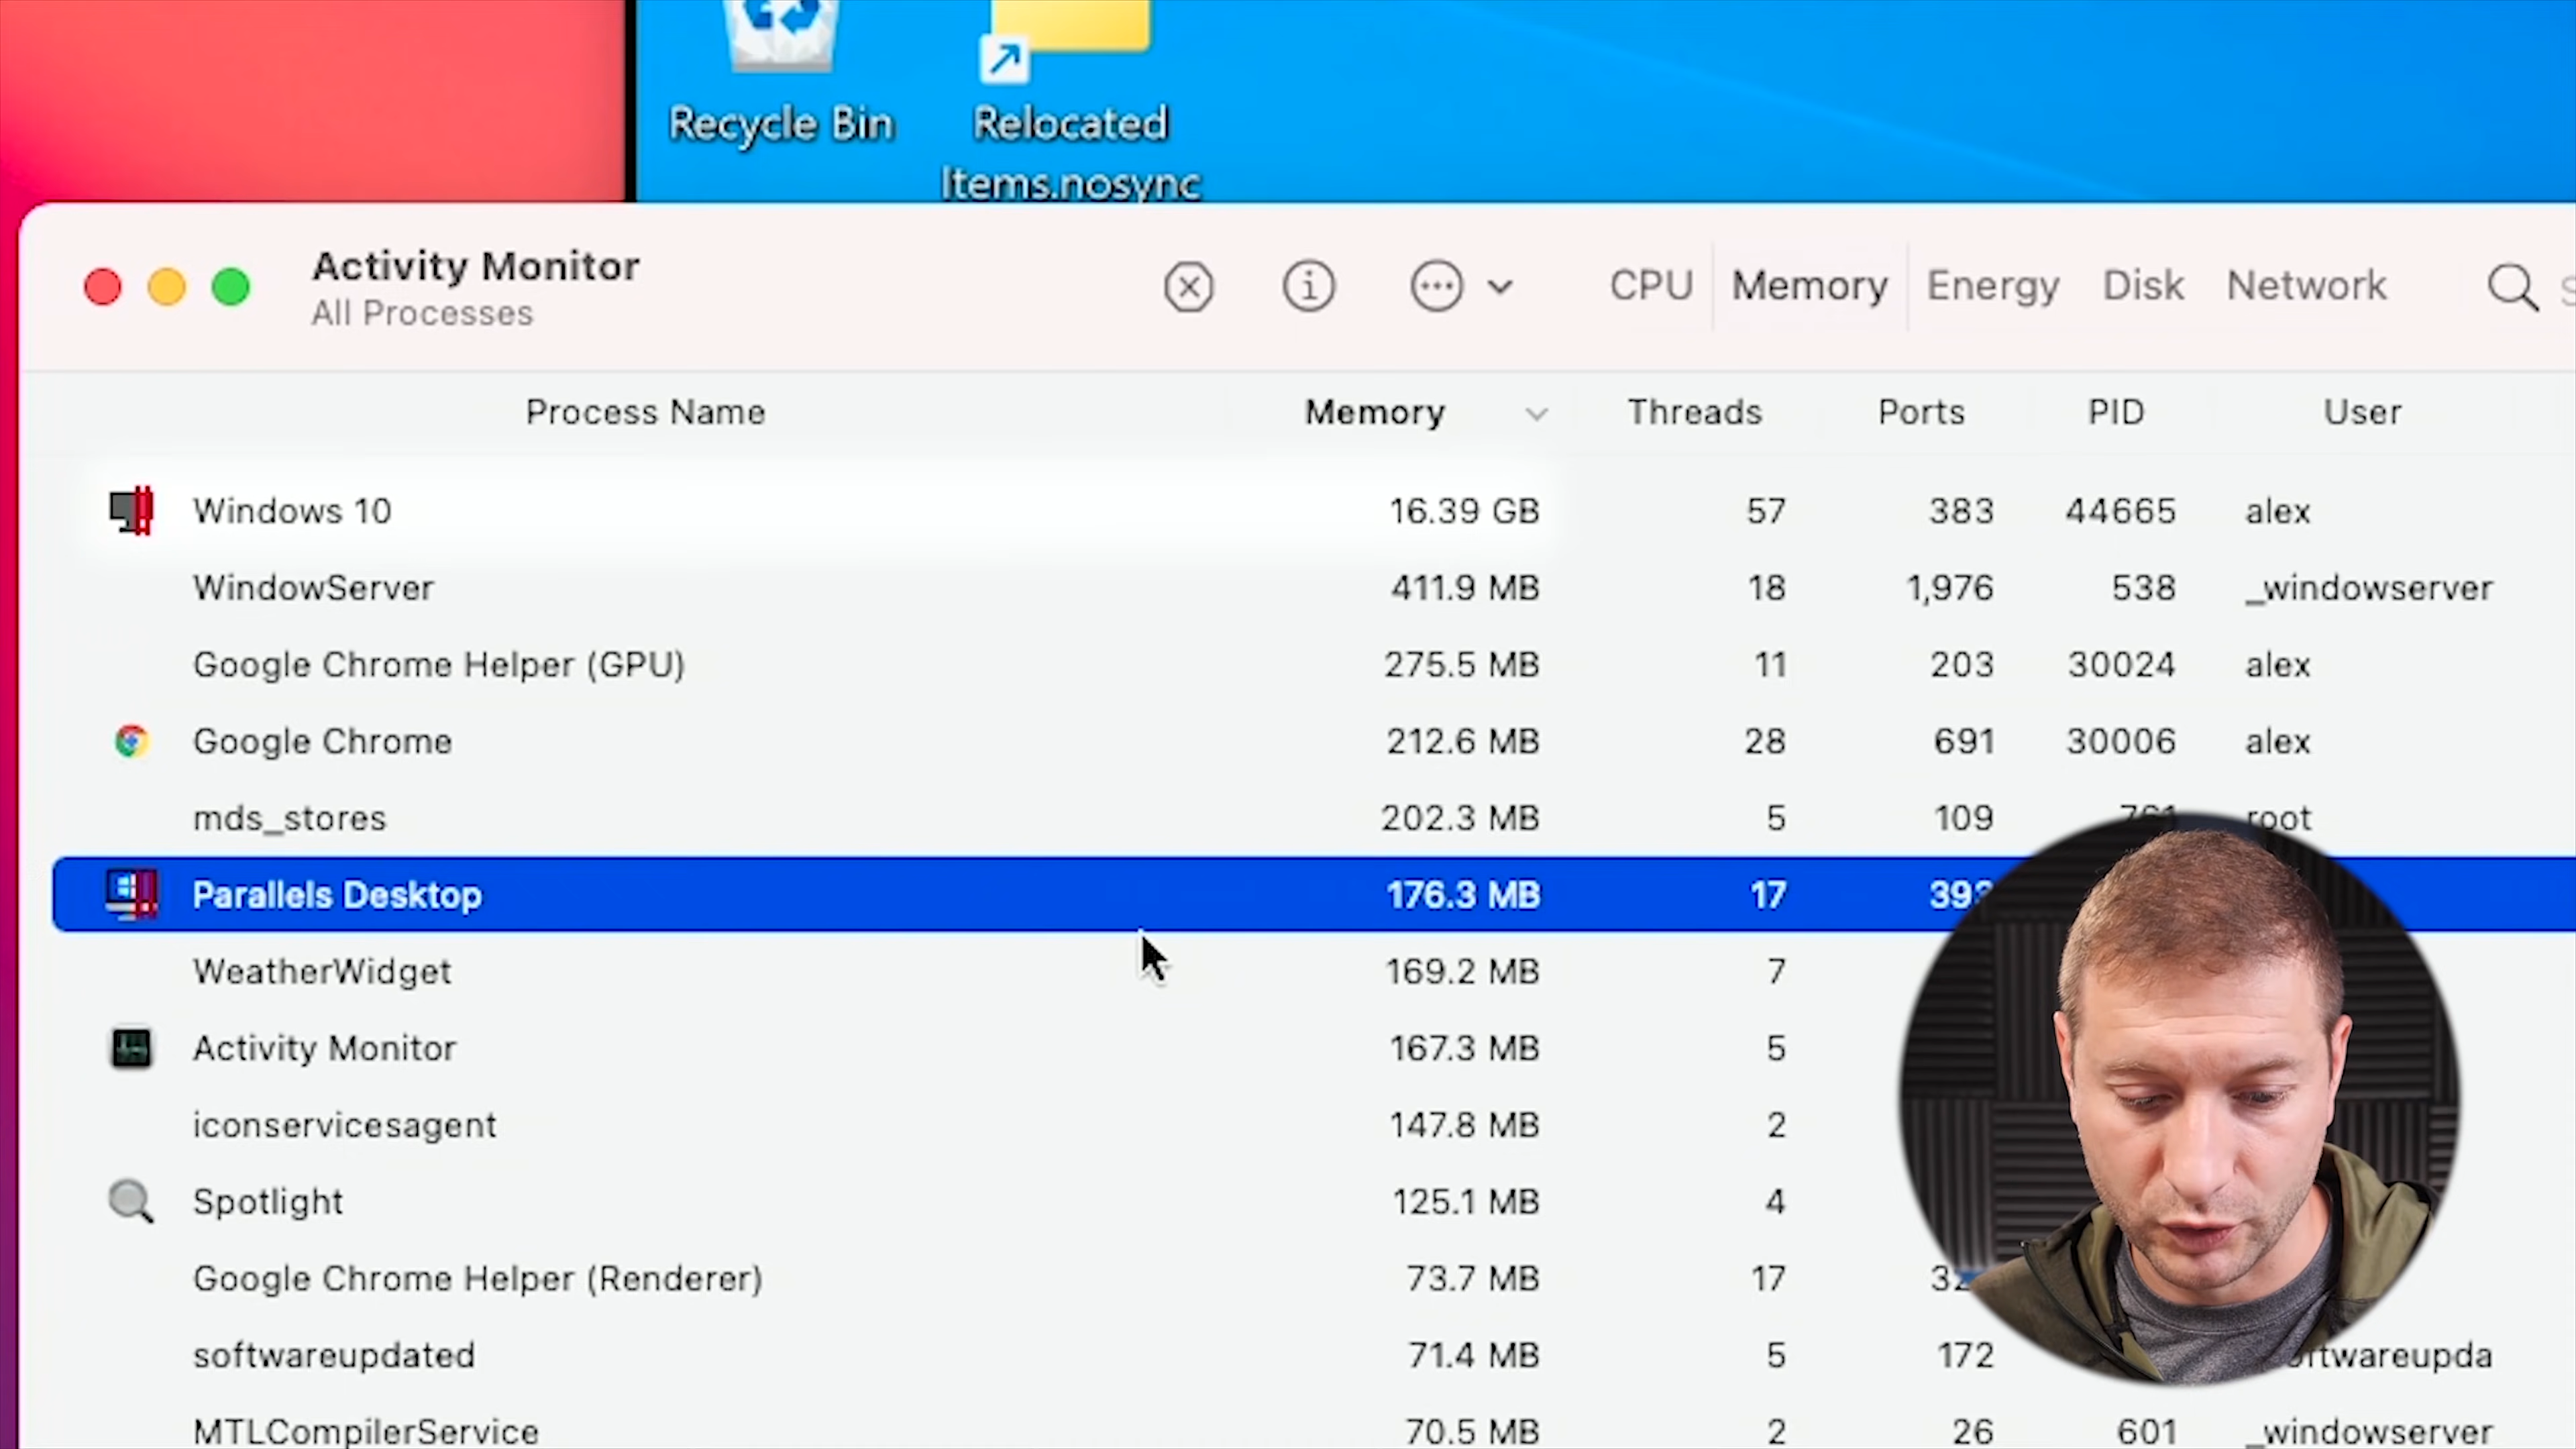 Recycle Bin
Relocated
Items.nosync
Activity Monitor
All Processes
CPU Memory Energy Disk Network
Process Name Memory Threads Ports PID User
Windows 10 16.39 GB 57 383 44665 alex
WindowServer 411.9 MB 18 1,976 538 _windowserver
Google Chrome Helper (GPU) 275.5 MB 11 203 30024 alex
Google Chrome 212.6 MB 28 691 30006 alex
mds_stores 202.3 MB 5 109 root
Parallels Desktop 176.3 MB 17
WeatherWidget 169.2 MB 7
Activity Monitor 167.3 MB 5
iconservicesagent 147.8 MB 2
Spotlight 125.1 MB 4
Google Chrome Helper (Renderer) 73.7 MB 17
softwareupdated 71.4 MB 5 172
MTLCompilerService 70.5 MB 2 26 601 _windowserver